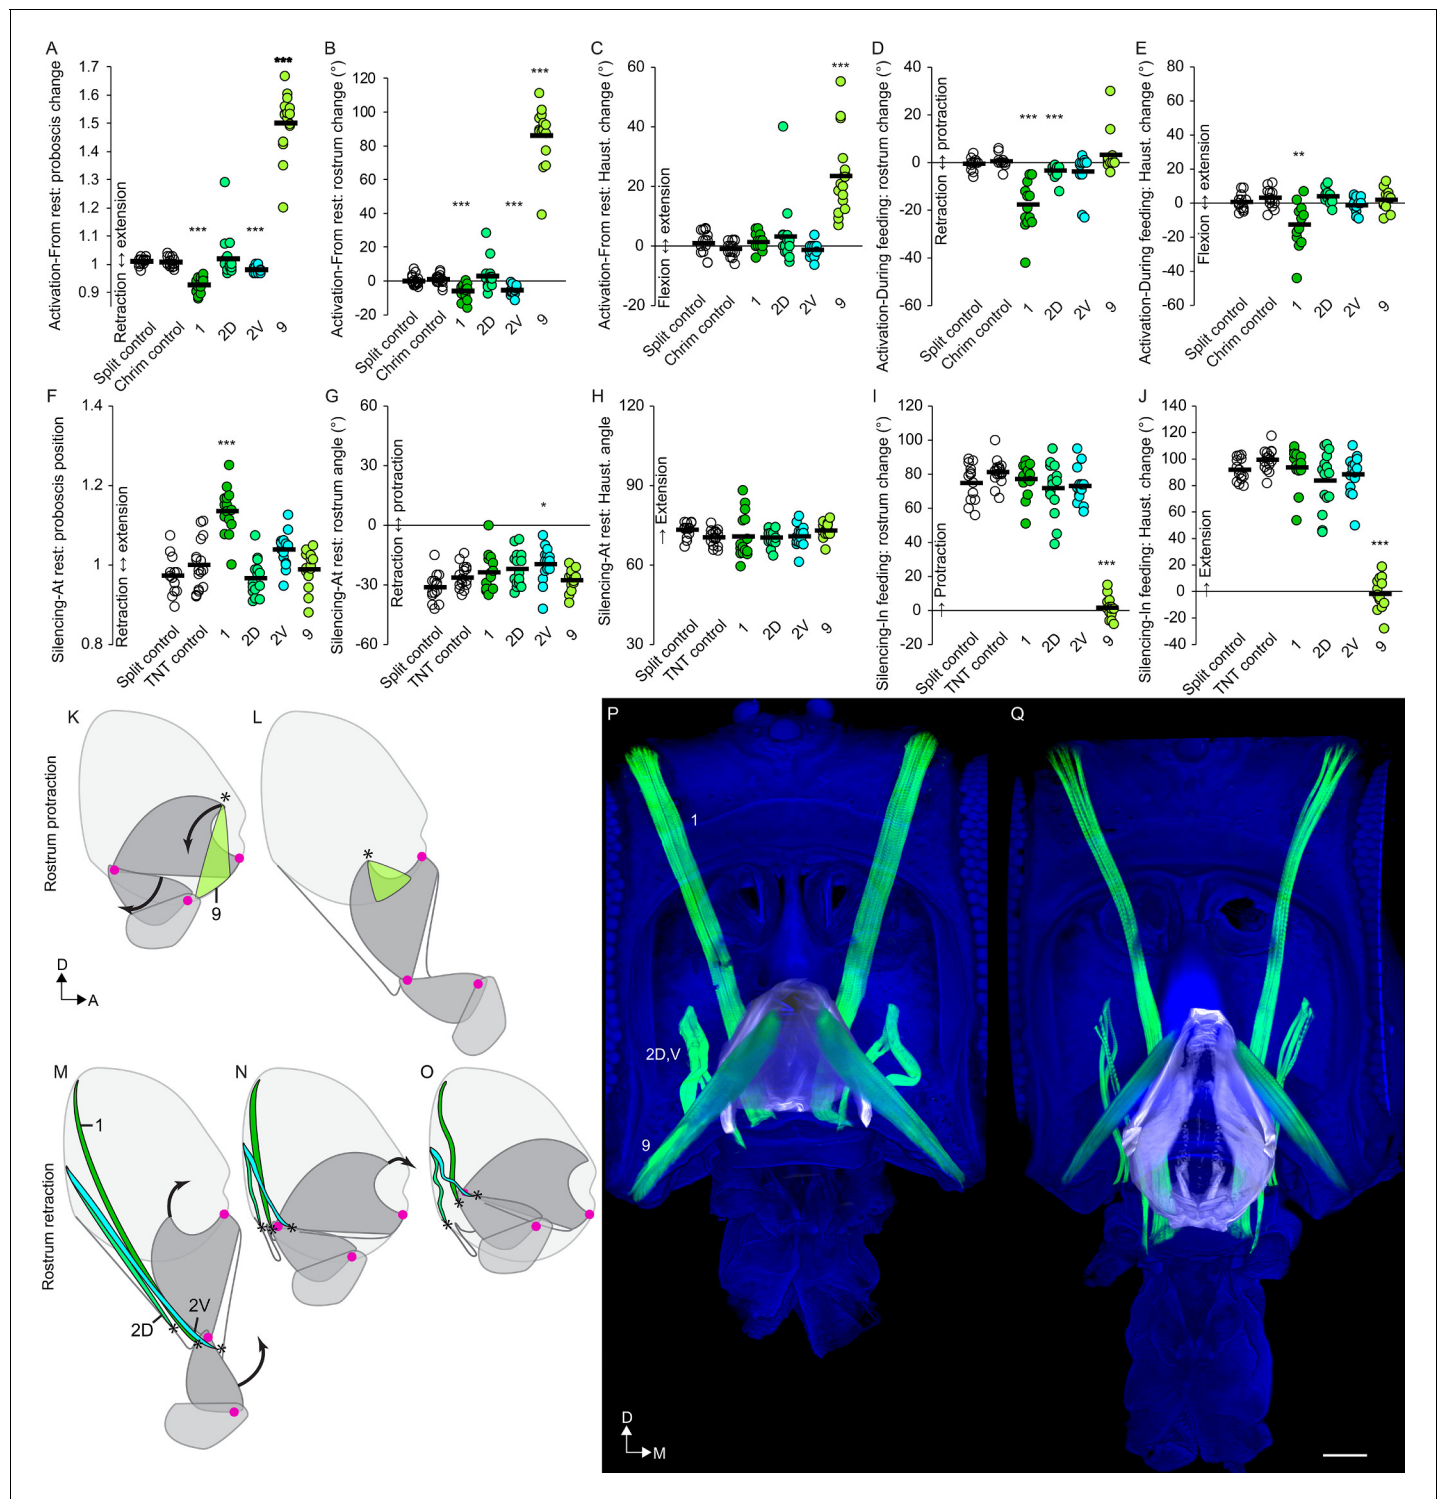 A
Activation-From rest: proboscis change
Retraction ↔ extension
1.7
1.6
1.5
1.4
1.3
1.2
1.1
1
0.9
***
***
***
Split control
Chrim control
1
2D
2V
9
B
Activation-From rest: rostrum change (°)
120
100
80
60
40
20
0
-20
***
***
***
Split control
Chrim control
1
2D
2V
9
C
Activation-From rest: Haust. change (°)
Flexion ↔ extension
60
40
20
0
-20
***
Split control
Chrim control
1
2D
2V
9
D
Activation-During feeding: rostrum change (°)
Retraction ↔ protraction
40
20
0
-20
-40
-60
***
***
Split control
Chrim control
1
2D
2V
9
E
Activation-During feeding: Haust. change (°)
Flexion ↔ extension
80
60
40
20
0
-20
-40
-60
**
Split control
Chrim control
1
2D
2V
9
F
Silencing-At rest: proboscis position
Retraction ↔ extension
1.4
1.2
1
0.8
***
Split control
TNT control
1
2D
2V
9
G
Silencing-At rest: rostrum angle (°)
Retraction ↔ protraction
60
30
0
-30
-60
*
Split control
TNT control
1
2D
2V
9
H
Silencing-At rest: Haust. angle
→ Extension
120
90
60
30
Split control
TNT control
1
2D
2V
9
I
Silencing-In feeding: rostrum change (°)
→ Protraction
120
100
80
60
40
20
0
-20
***
Split control
TNT control
1
2D
2V
9
J
Silencing-In feeding: Haust. change (°)
→ Extension
140
120
100
80
60
40
20
0
-20
-40
***
Split control
TNT control
1
2D
2V
9
K
Rostrum protraction
*
9
D
A
L
*
M
Rostrum retraction
1
2V
2D
* * *
N
* * *
O
* * *
P
1
2D,V
9
D
M
Q